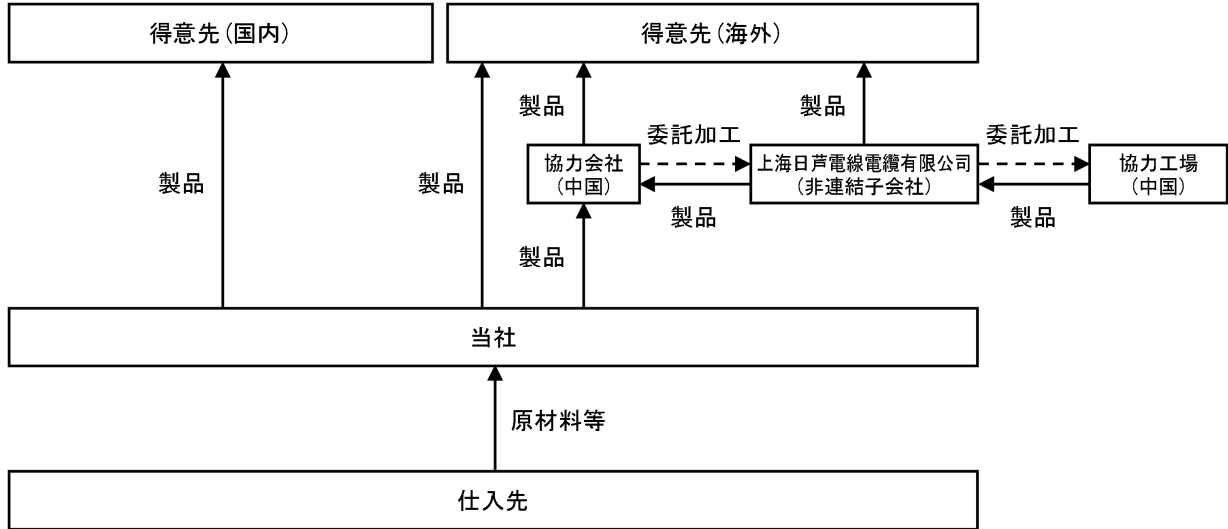 得意先(国内)
得意先(海外)
製品
製品
委託加工
委託加工
協力会社
(中国)
上海日芦電線電纜有限公司
(非連結子会社)
協力工場
(中国)
製品
製品
製品
製品
製品
当社
原材料等
仕入先